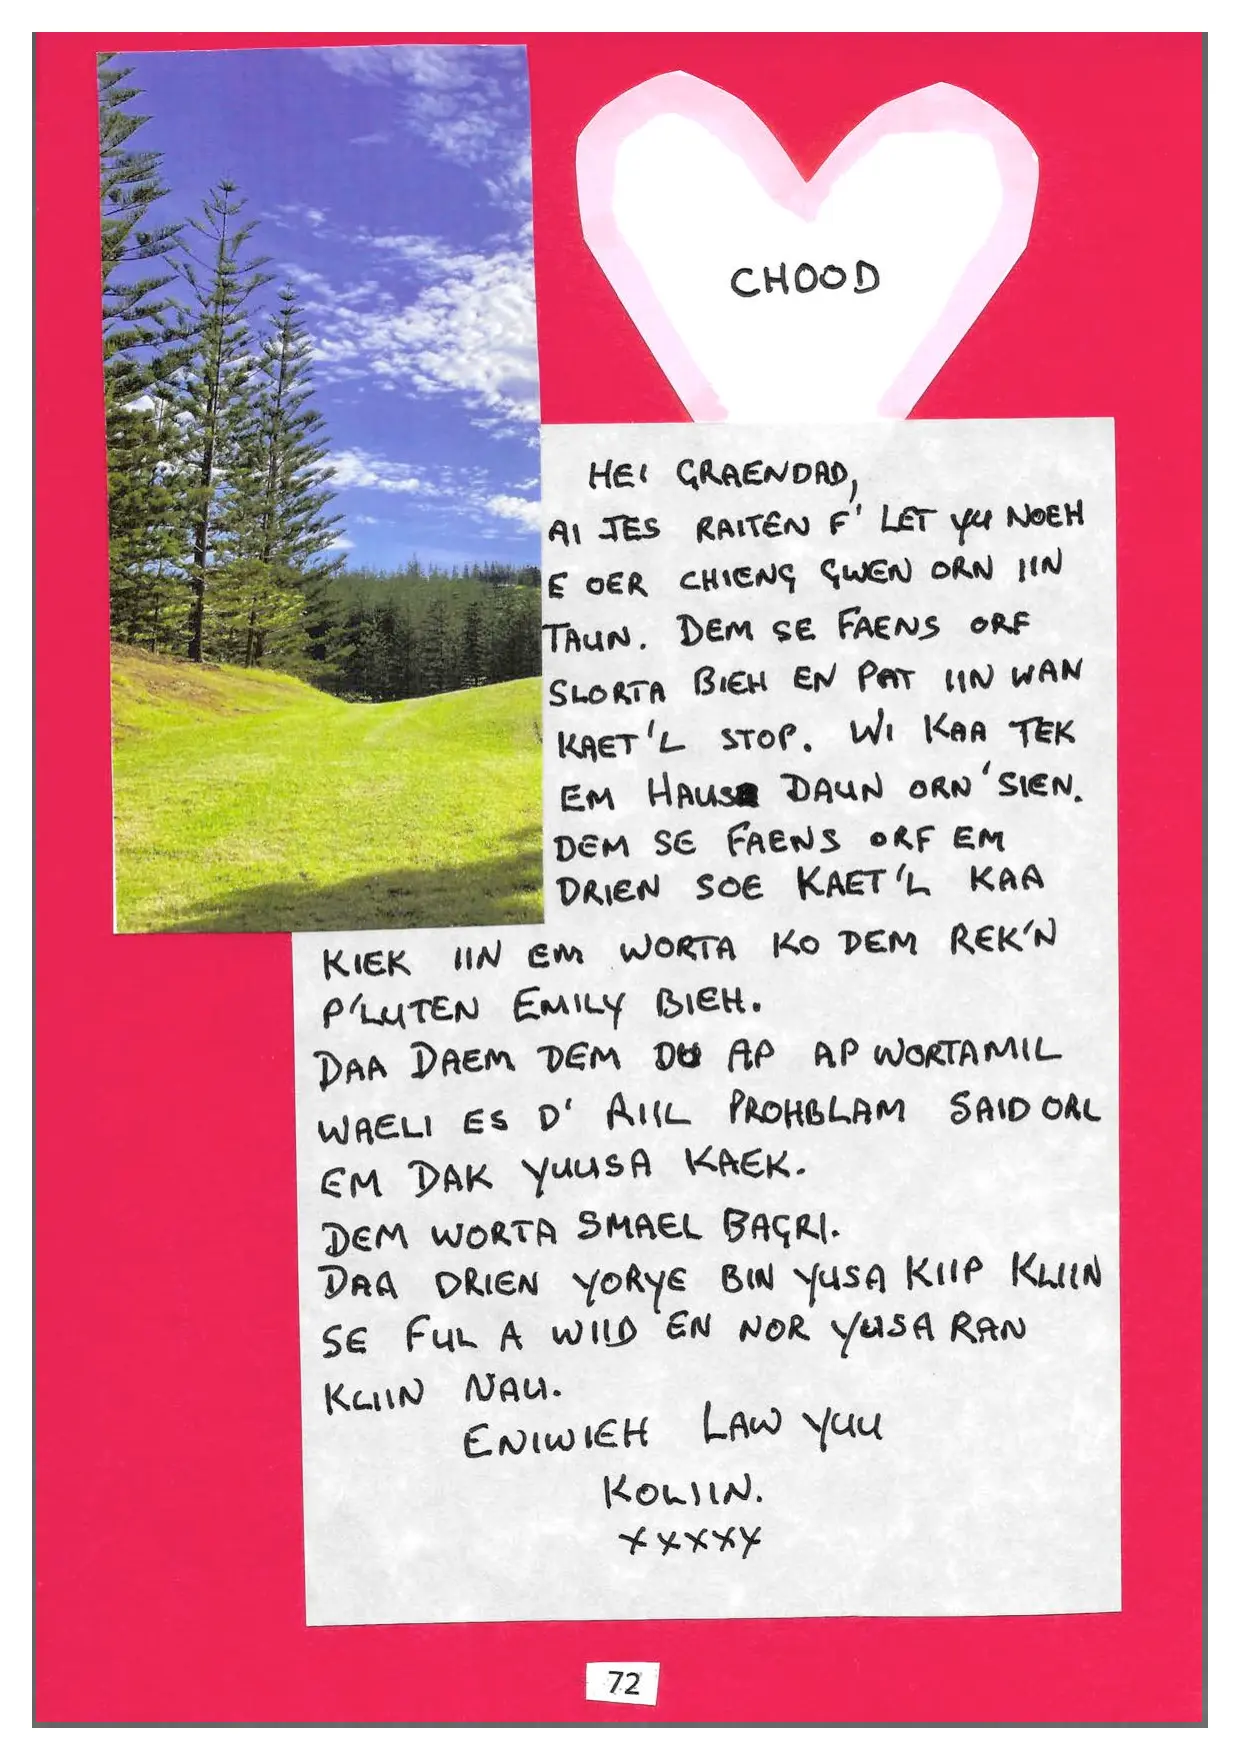 CHOOD
HEI GRAENDAD,
AI JES RAITEN F' LET YU NOEH
E OER CHIENG GWEN ORN IIN
TAUN. DEM SE FAENS ORF
SLORTA BIEH EN PAT IIN WAN
KAET'L STOP. WI KAA TEK
EM HAUS DAUN ORN'SIEN.
DEM SE FAENS ORF EM
DRIEN SOE KAET'L KAA
KIEK IIN EM WORTA KO DEM REK'N
P'LUTEN EMILY BIEH.
DAA DAEM DEM DU AP AP WORTAMIL
WAELI ES D' RIIL PROHBLAM SAID ORL
EM DAK YUUSA KAEK.
DEM WORTA SMAEL BAGRI.
DAA DRIEN YORYE BIN YUSA KIIP KLIIN
SE FUL A WIID EN NOR YUSA RAN
KLIIN NAU.
ENIWIEH LAW YUU
KOLIIN.
XXXXX
72